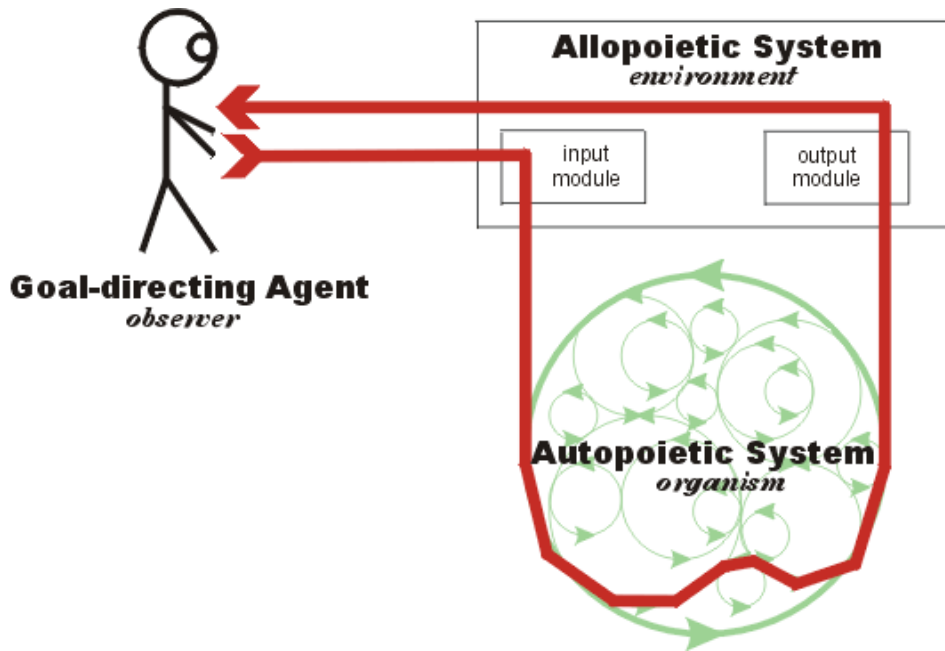 Allopoietic System
environment
input
module
output
module
Goal-directing Agent
observer
Autopoietic System
organism